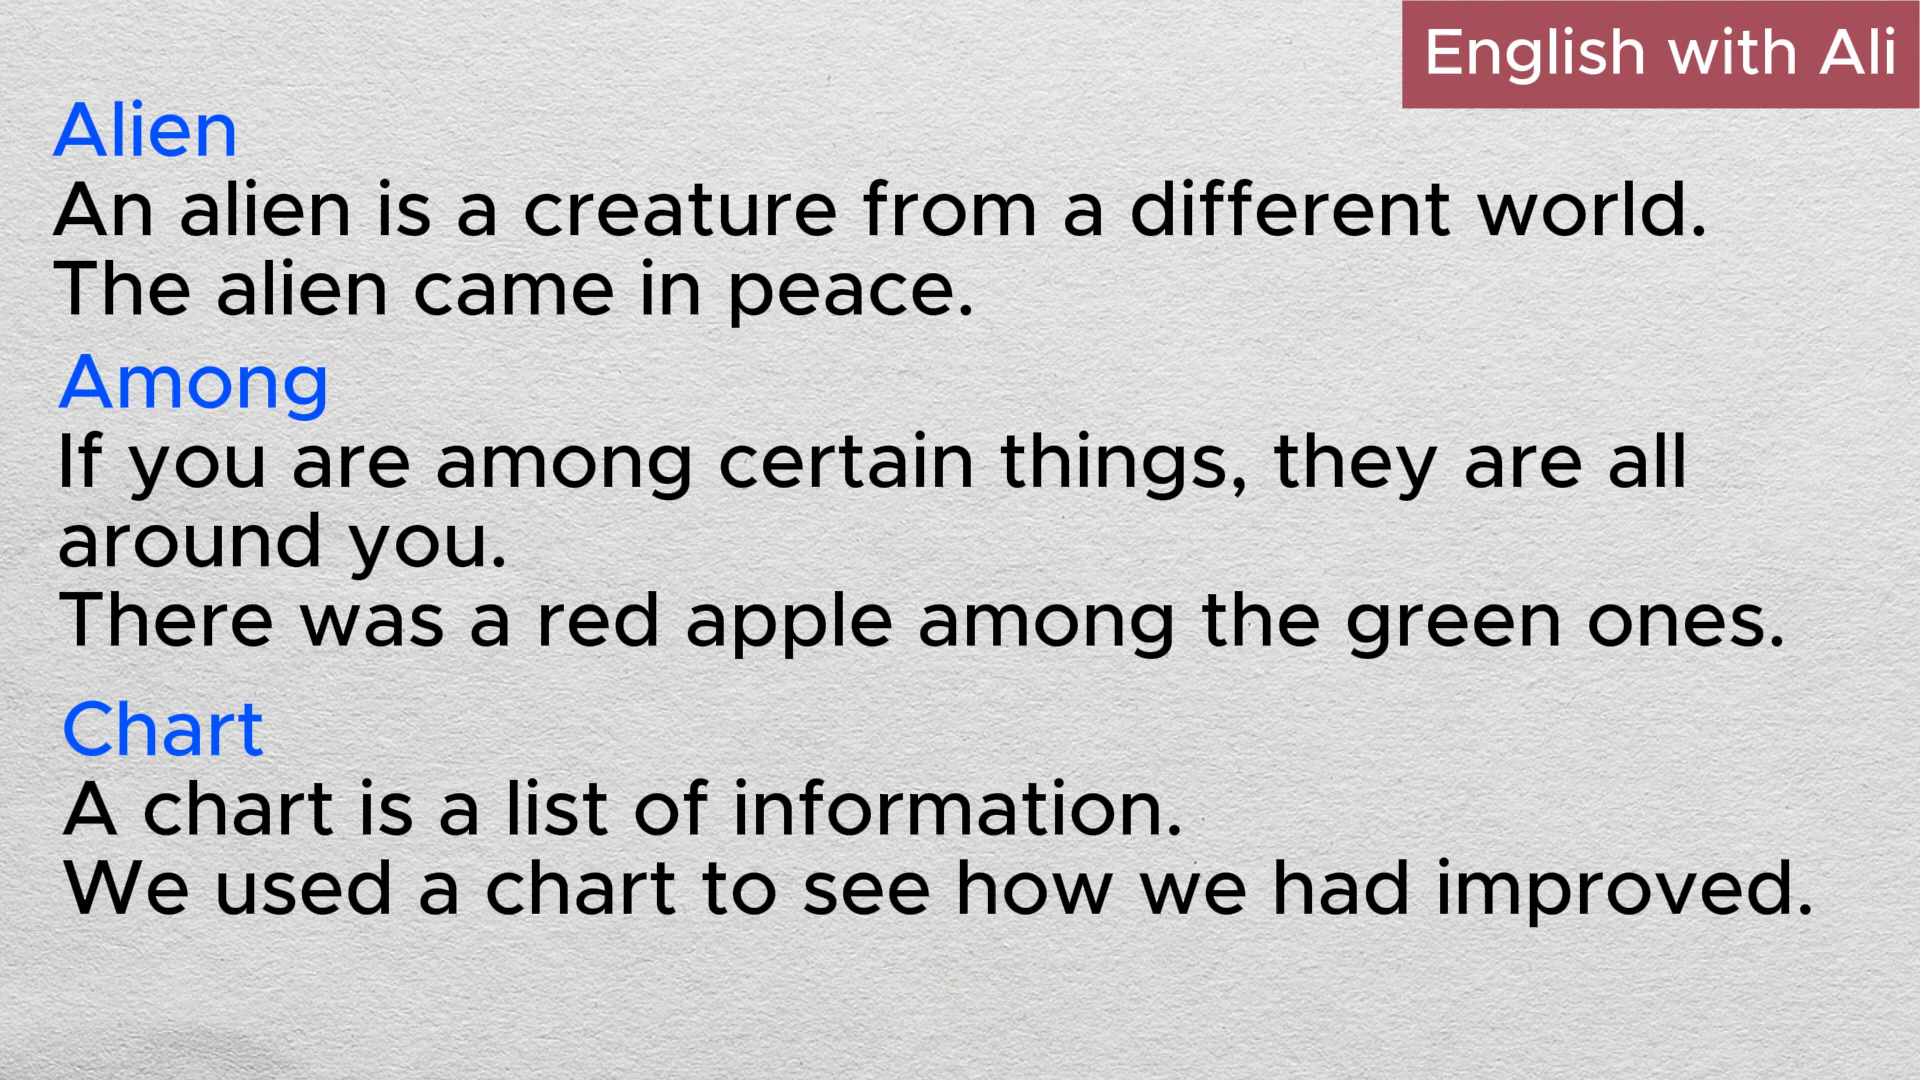 English with Ali
Alien
An alien is a creature from a different world.
The alien came in peace.
Among
If you are among certain things, they are all
around you.
There was a red apple among the green ones.
Chart
A chart is a list of information.
We used a chart to see how we had improved.